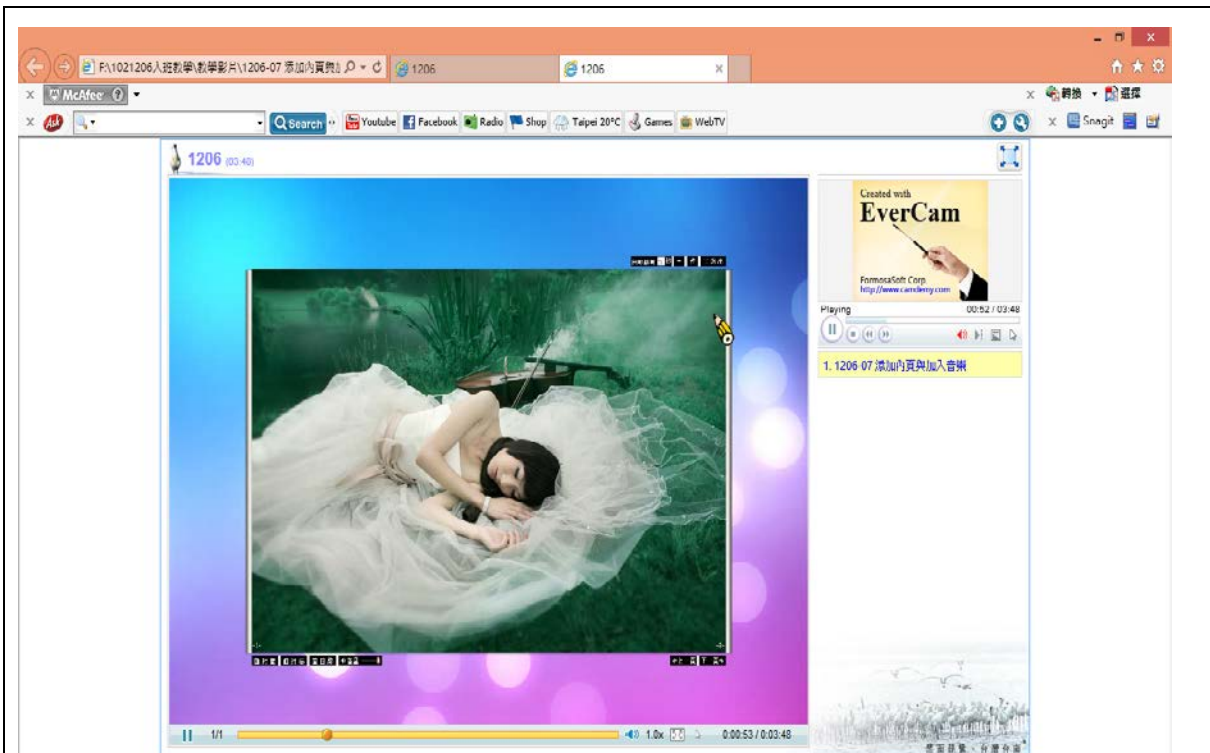 F:\1021206人班教學\教學影片\1206-07 添加內頁與
1206
1206
McAfee
轉換
選擇
Ask
Search
Youtube
Facebook
Radio
Shop
Taipei 20°C
Games
WebTV
Snagit
1206 (03:48)
Created with
EverCam
FormosaSoft Corp.
http://www.camdemy.com
Playing
00:52 / 03:48
1. 1206-07 添加內頁與加入音樂
1/1
1.0x
0:00:53 / 0:03:48